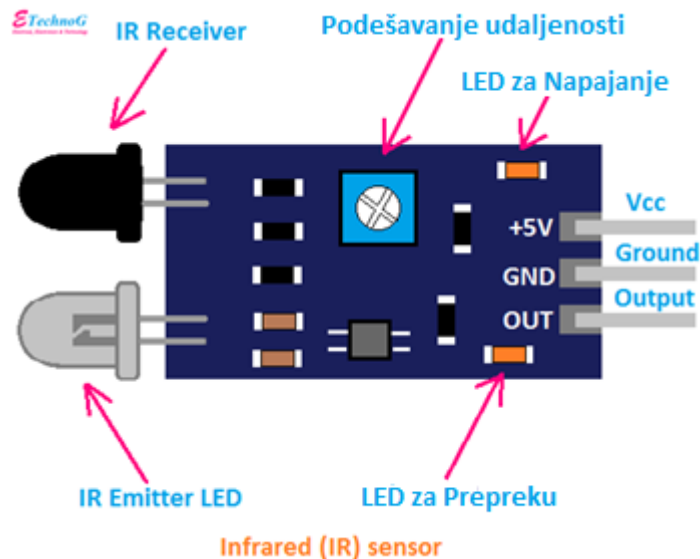 ETechnoG
IR Receiver
Podešavanje udaljenosti
LED za Napajanje
Vcc
+5V
Ground
GND
Output
OUT
IR Emitter LED
LED za Prepreku
Infrared (IR) sensor